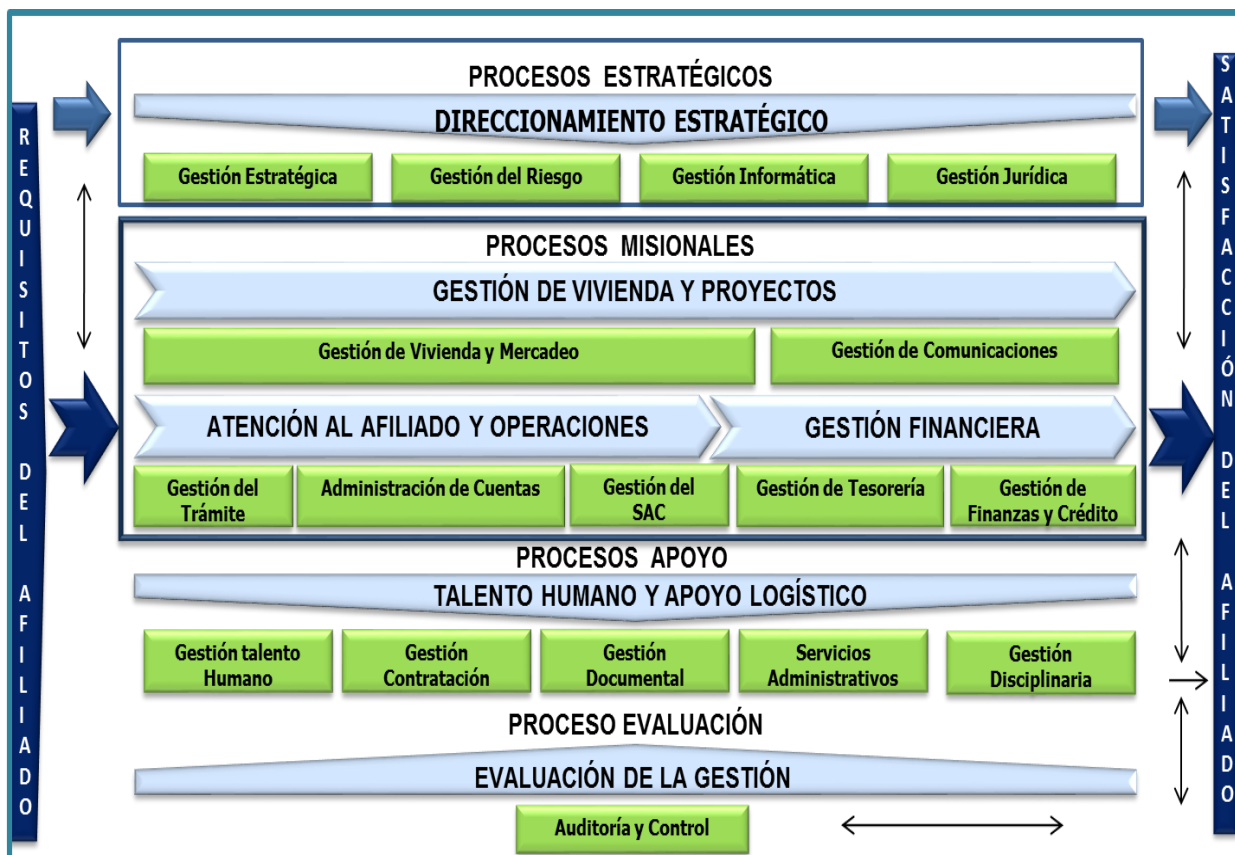 REQUISITOS DEL AFILIADO
PROCESOS ESTRATÉGICOS
DIRECCIONAMIENTO ESTRATÉGICO
Gestión Estratégica
Gestión del Riesgo
Gestión Informática
Gestión Jurídica
PROCESOS MISIONALES
GESTIÓN DE VIVIENDA Y PROYECTOS
Gestión de Vivienda y Mercadeo
Gestión de Comunicaciones
ATENCIÓN AL AFILIADO Y OPERACIONES
GESTIÓN FINANCIERA
Gestión del
Trámite
Administración de Cuentas
Gestión del
SAC
Gestión de Tesorería
Gestión de
Finanzas y Crédito
PROCESOS APOYO
TALENTO HUMANO Y APOYO LOGÍSTICO
Gestión talento
Humano
Gestión
Contratación
Gestión
Documental
Servicios
Administrativos
Gestión
Disciplinaria
PROCESO EVALUACIÓN
EVALUACIÓN DE LA GESTIÓN
Auditoría y Control
SATISFACCIÓN DEL AFILIADO